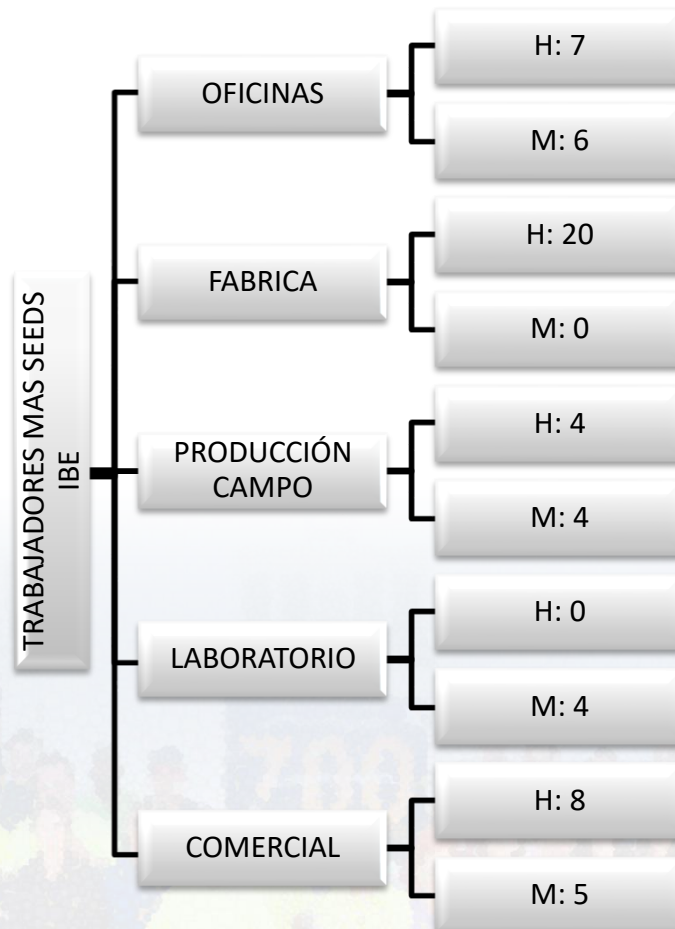 TRABAJADORES MAS SEEDS
IBE
OFICINAS
H: 7
M: 6
FABRICA
H: 20
M: 0
PRODUCCIÓN
CAMPO
H: 4
M: 4
LABORATORIO
H: 0
M: 4
COMERCIAL
H: 8
M: 5